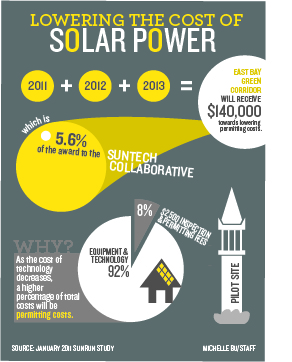 LOWERING THE COST OF
SOLAR POWER
2011 + 2012 + 2013 =
EAST BAY
GREEN
CORRIDOR
WILL RECEIVE
$140,000
towards lowering
permitting costs.
which is
5.6%
of the award to the
SUNTECH
COLLABORATIVE
8%
$2,500 INSPECTION
& PERMITTING FEES
WHY?
As the cost of
technology
decreases,
a higher
percentage of total
costs will be
permitting costs.
EQUIPMENT &
TECHNOLOGY
92%
PILOT SITE
SOURCE: JANUARY 2011 SUNRUN STUDY
MICHELLE BU/STAFF